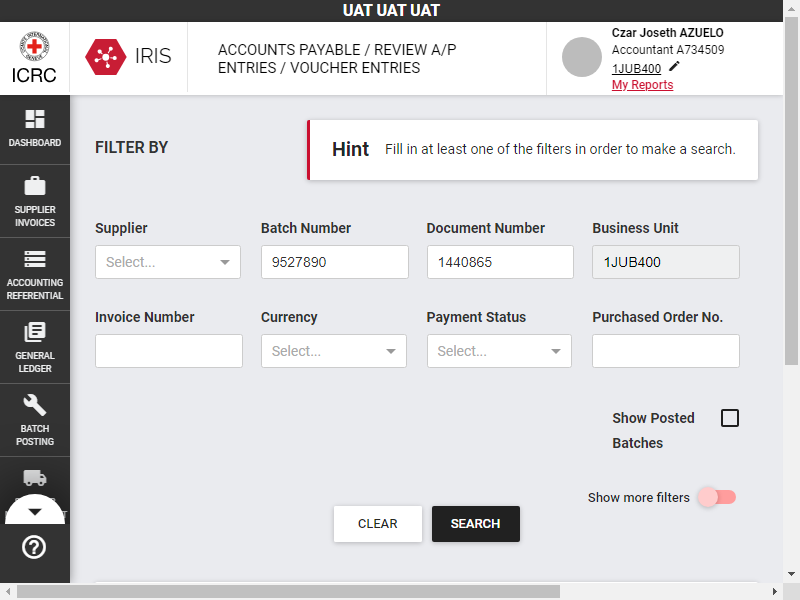 UAT UAT UAT
ICRC
IRIS
ACCOUNTS PAYABLE / REVIEW A/P
ENTRIES / VOUCHER ENTRIES
Czar Joseth AZUELO
Accountant A734509
1JUB400
My Reports
DASHBOARD
SUPPLIER
INVOICES
ACCOUNTING
REFERENTIAL
GENERAL
LEDGER
BATCH
POSTING
FILTER BY
Hint Fill in at least one of the filters in order to make a search.
Supplier
Batch Number
Document Number
Business Unit
Select...
9527890
1440865
1JUB400
Invoice Number
Currency
Payment Status
Purchased Order No.
Select...
Select...
Show Posted
Batches
Show more filters
CLEAR
SEARCH